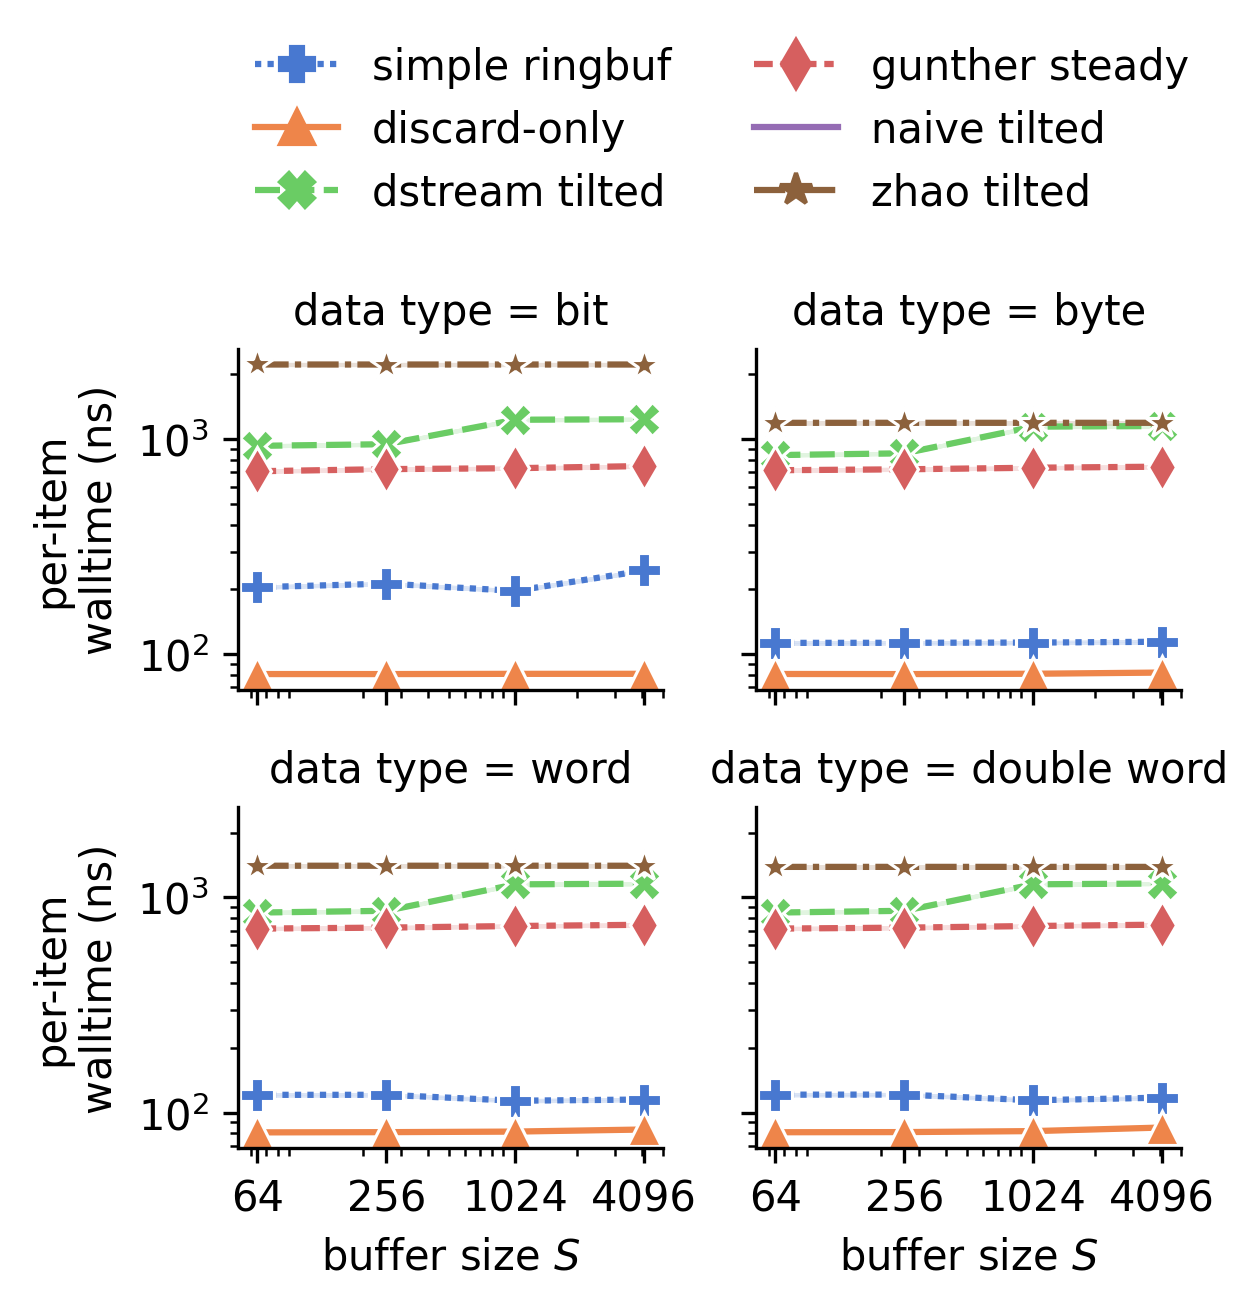 simple ringbuf
discard-only
dstream tilted
gunther steady
naive tilted
zhao tilted
data type = bit
data type = byte
per-item
walltime (ns)
10³
10²
data type = word
data type = double word
per-item
walltime (ns)
10³
10²
64 256 1024 4096
64 256 1024 4096
buffer size S
buffer size S